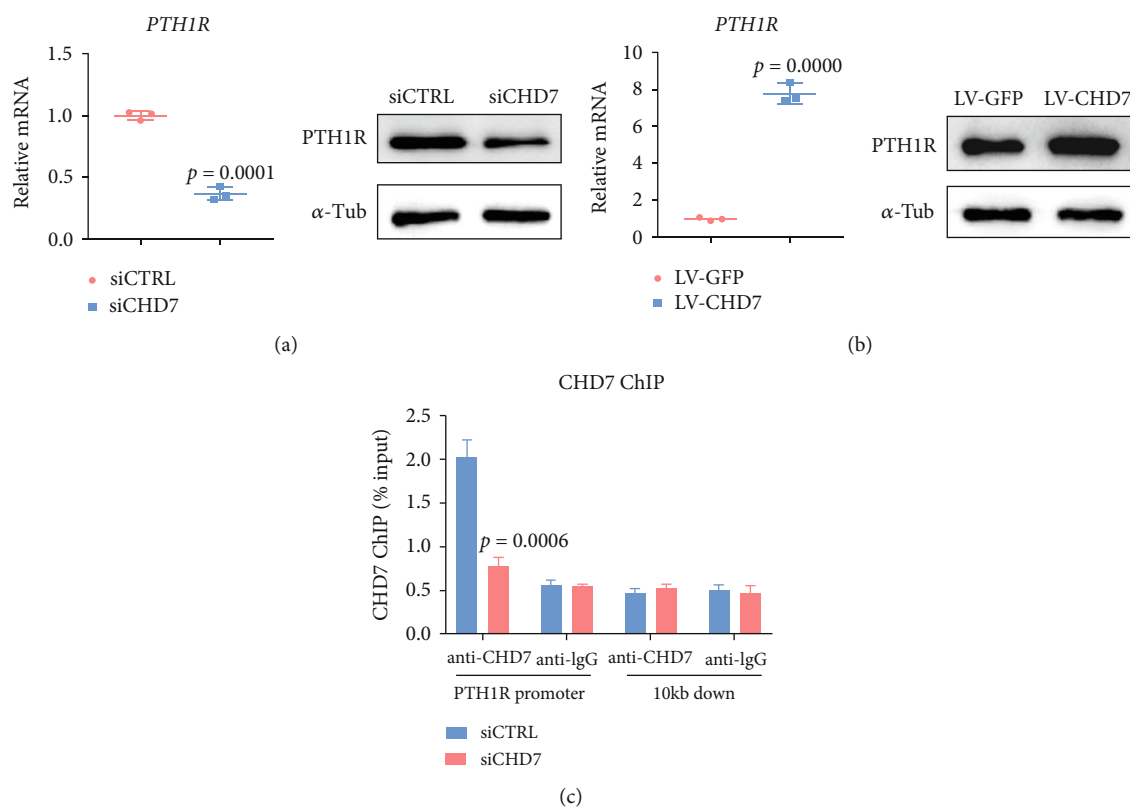 PTH1R
Relative mRNA
1.5
1.0
0.5
0.0
p = 0.0001
siCTRL
siCHD7
siCTRL siCHD7
PTH1R
α-Tub
(a)
PTH1R
Relative mRNA
10
8
6
4
2
0
p = 0.0000
LV-GFP
LV-CHD7
LV-GFP LV-CHD7
PTH1R
α-Tub
(b)
CHD7 ChIP
CHD7 ChIP (% input)
2.5
2.0
1.5
1.0
0.5
0.0
p = 0.0006
anti-CHD7 anti-lgG anti-CHD7 anti-lgG
PTH1R promoter 10kb down
siCTRL
siCHD7
(c)